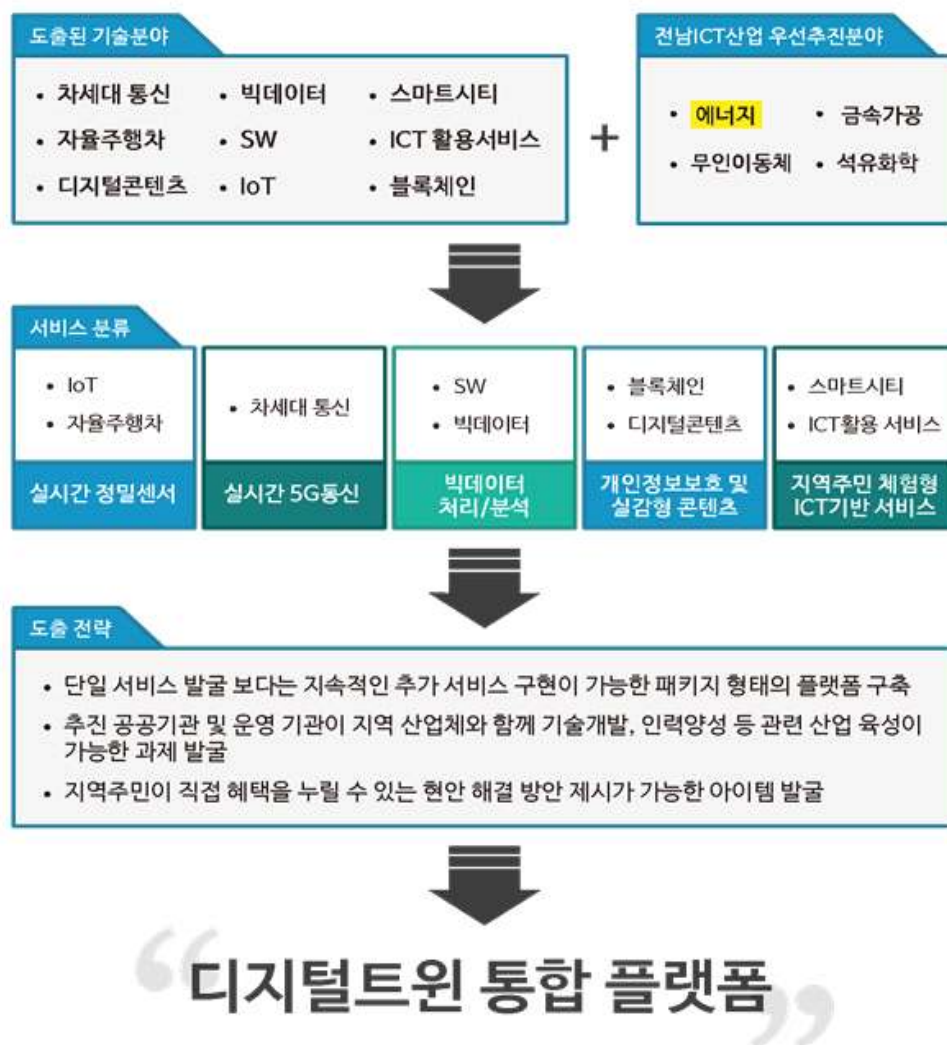 도출된 기술분야
• 차세대 통신
• 빅데이터
• 스마트시티
• 자율주행차
• SW
• ICT 활용서비스
• 디지털콘텐츠
• IoT
• 블록체인
+
전남ICT산업 우선추진분야
• 에너지
• 금속가공
• 무인이동체
• 석유화학
서비스 분류
• IoT
• 자율주행차
실시간 정밀센서
• 차세대 통신
실시간 5G통신
• SW
• 빅데이터
빅데이터
처리/분석
• 블록체인
• 디지털콘텐츠
개인정보보호 및
실감형 콘텐츠
• 스마트시티
• ICT활용 서비스
지역주민 체험형
ICT기반 서비스
도출 전략
• 단일 서비스 발굴 보다는 지속적인 추가 서비스 구현이 가능한 패키지 형태의 플랫폼 구축
• 추진 공공기관 및 운영 기관이 지역 산업체와 함께 기술개발, 인력양성 등 관련 산업 육성이
가능한 과제 발굴
• 지역주민이 직접 혜택을 누릴 수 있는 현안 해결 방안 제시가 가능한 아이템 발굴
“디지털트윈 통합 플랫폼”